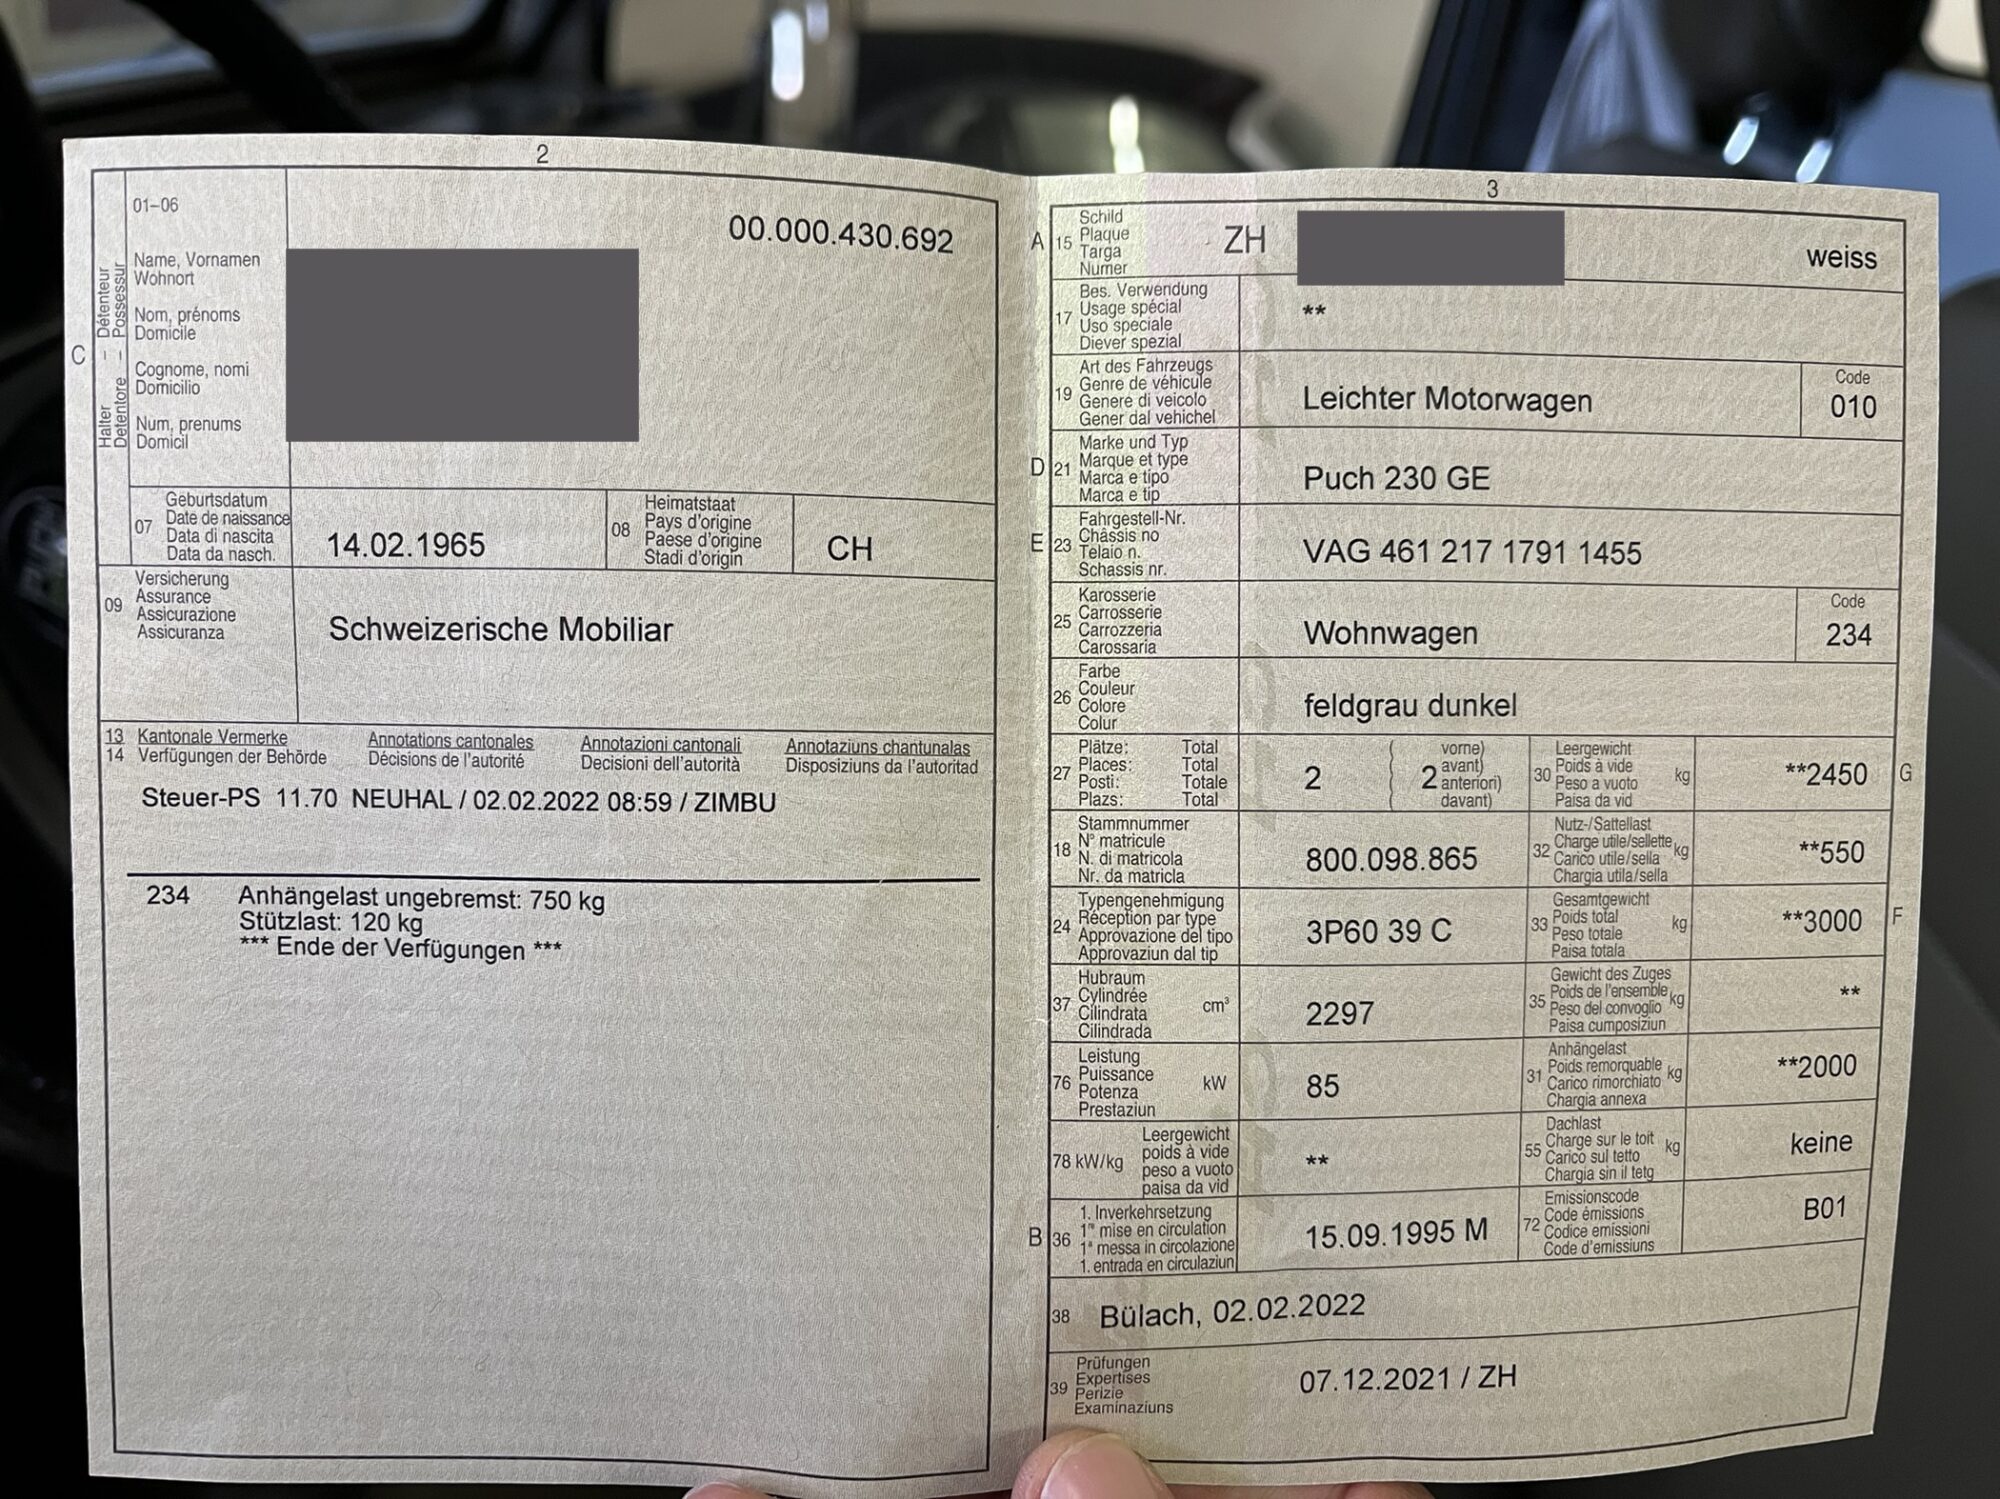 2
01–06
00.000.430.692
C
Halter – Détenteur
Detentore – Possessur
Name, Vornamen
Wohnort
Nom, prénoms
Domicile
Cognome, nomi
Domicilio
Num, prenums
Domicil
07
Geburtsdatum
Date de naissance
Data di nascita
Data da nasch.
14.02.1965
08
Heimatstaat
Pays d'origine
Paese d'origine
Stadi d'origin
CH
09
Versicherung
Assurance
Assicurazione
Assicuranza
Schweizerische Mobiliar
13 Kantonale Vermerke Annotations cantonales Annotazioni cantonali Annotaziuns chantunalas
14 Verfügungen der Behörde Décisions de l'autorité Decisioni dell'autorità Disposiziuns da l'autoritad
Steuer-PS 11.70 NEUHAL / 02.02.2022 08:59 / ZIMBU
234 Anhängelast ungebremst: 750 kg
Stützlast: 120 kg
*** Ende der Verfügungen ***
3
A 15
Schild
Plaque
Targa
Numer
ZH
weiss
17
Bes. Verwendung
Usage spécial
Uso speciale
Diever spezial
**
19
Art des Fahrzeugs
Genre de véhicule
Genere di veicolo
Gener dal vehichel
Leichter Motorwagen
Code
010
D 21
Marke und Typ
Marque et type
Marca e tipo
Marca e tip
Puch 230 GE
E 23
Fahrgestell-Nr.
Châssis no
Telaio n.
Schassis nr.
VAG 461 217 1791 1455
25
Karosserie
Carrosserie
Carrozzeria
Carossaria
Wohnwagen
Code
234
26
Farbe
Couleur
Colore
Colur
feldgrau dunkel
27
Plätze: Total
Places: Total
Posti: Totale
Plazs: Total
2
( vorne)
( 2 avant)
( anteriori)
( davant)
30
Leergewicht
Poids à vide
Peso a vuoto
Paisa da vid
kg
**2450
G
18
Stammnummer
N° matricule
N. di matricola
Nr. da matricla
800.098.865
32
Nutz-/Sattellast
Charge utile/sellette
Carico utile/sella
Chargia utila/sella
kg
**550
24
Typengenehmigung
Réception par type
Approvazione del tipo
Approvaziun dal tip
3P60 39 C
33
Gesamtgewicht
Poids total
Peso totale
Paisa totala
kg
**3000
F
37
Hubraum
Cylindrée
Cilindrata
Cilindrada
cm³
2297
35
Gewicht des Zuges
Poids de l'ensemble
Peso del convoglio
Paisa cumposiziun
kg
**
76
Leistung
Puissance
Potenza
Prestaziun
kW
85
31
Anhängelast
Poids remorquable
Carico rimorchiato
Chargia annexa
kg
**2000
78 kW/kg
Leergewicht
poids à vide
peso a vuoto
paisa da vid
**
55
Dachlast
Charge sur le toit
Carico sul tetto
Chargia sin il tetg
kg
keine
B 36
1. Inverkehrsetzung
1re mise en circulation
1a messa in circolazione
1. entrada en circulaziun
15.09.1995 M
72
Emissionscode
Code émissions
Codice emissioni
Code d'emissiuns
B01
38 Bülach, 02.02.2022
39
Prüfungen
Expertises
Perizie
Examinaziuns
07.12.2021 / ZH